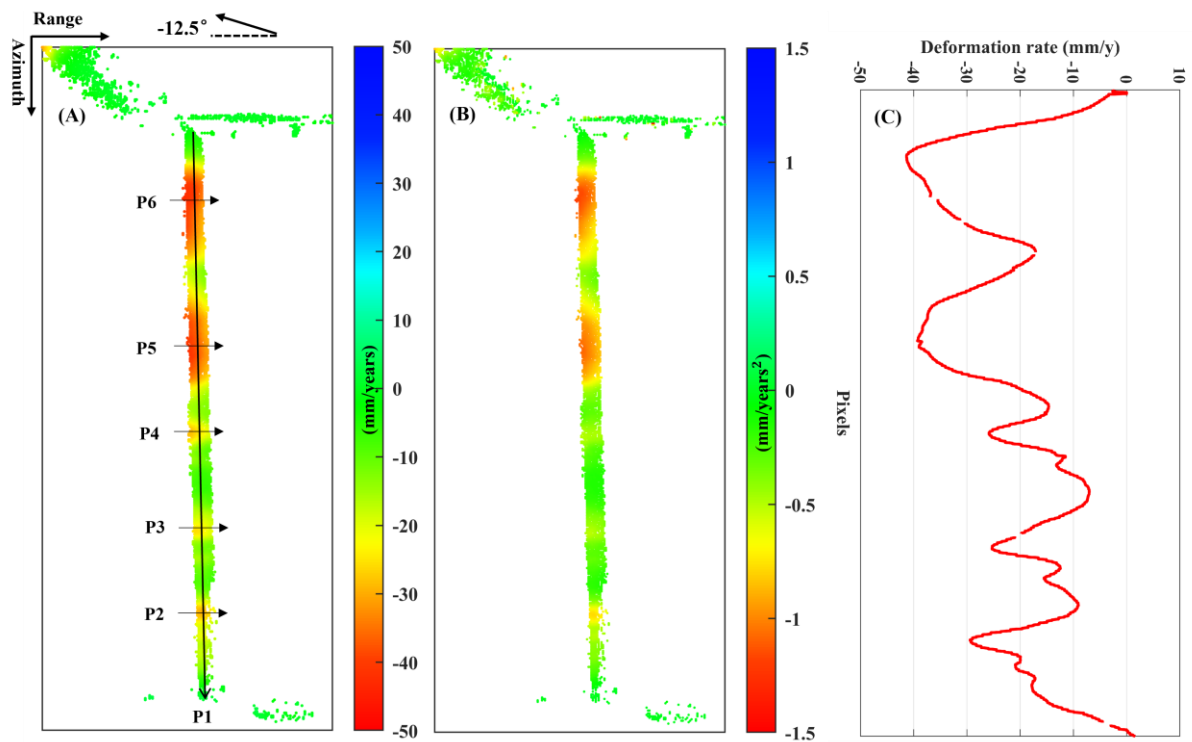 Range
-12.5°
Azimuth
(A)
P6
P5
P4
P3
P2
P1
50
40
30
20
10
0
-10
-20
-30
-40
-50
(mm/years)
(B)
1.5
1
0.5
0
-0.5
-1
-1.5
(mm/years²)
Deformation rate (mm/y)
-50
-40
-30
-20
-10
0
10
(C)
Pixels